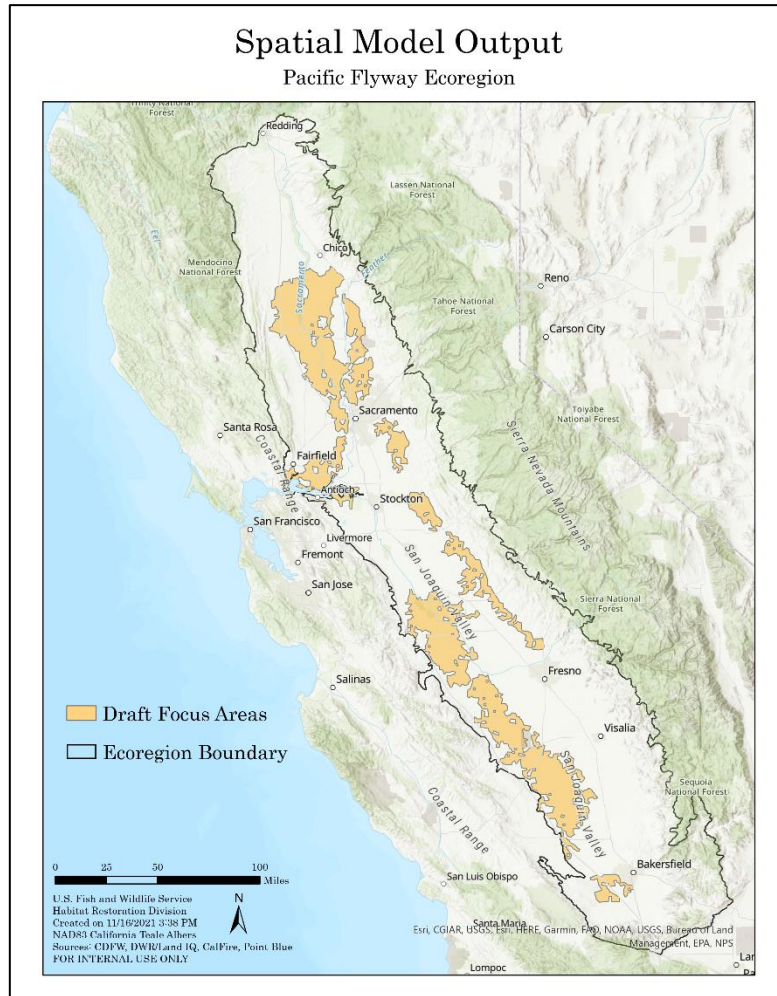 Spatial Model Output
Pacific Flyway Ecoregion
Trinity National
Forest
Redding
Lassen National
Forest
Eel
Mendocino
National Forest
Chico
Feather
Sacramento
Reno
Tahoe National
Forest
Carson City
Toiyabe
National Forest
Santa Rosa
Sacramento
Coastal Range
Fairfield
Sierra Nevada Mountains
Antioch
Stockton
San Francisco
Livermore
Fremont
San Joaquin Valley
San Jose
Sierra National
Forest
Salinas
Fresno
Draft Focus Areas
Visalia
Ecoregion Boundary
San Joaquin Valley
Sequoia
National Forest
Coastal Range
0 25 50 100
Miles
Bakersfield
San Luis Obispo
U.S. Fish and Wildlife Service
Habitat Restoration Division
Created on 11/16/2021 3:38 PM
NAD83 California Teale Albers
Sources: CDFW, DWR/Land IQ, CalFire, Point Blue
FOR INTERNAL USE ONLY
N
Santa Maria
Esri, CGIAR, USGS, Esri, HERE, Garmin, FAO, NOAA, USGS, Bureau of Land
Management, EPA, NPS
Lompoc